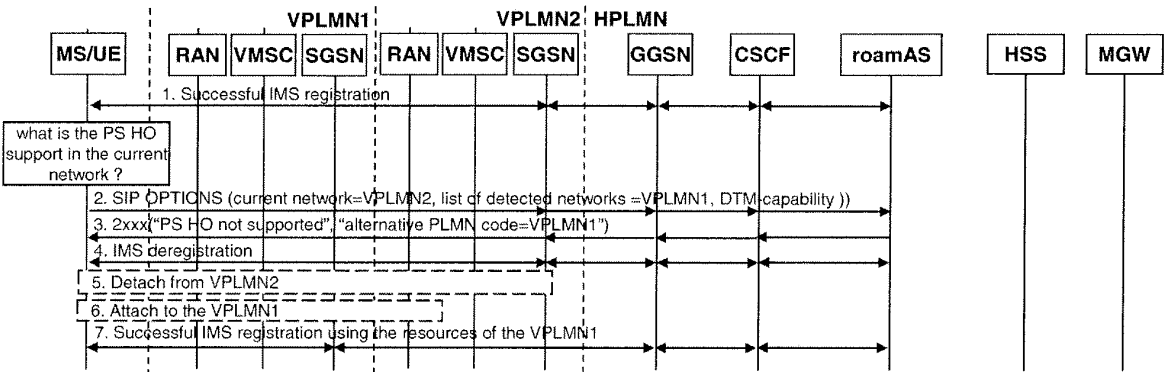 VPLMN1 VPLMN2 HPLMN
MS/UE RAN VMSC SGSN RAN VMSC SGSN GGSN CSCF roamAS HSS MGW
1. Successful IMS registration
what is the PS HO
support in the current
network ?
2. SIP OPTIONS (current network=VPLMN2, list of detected networks =VPLMN1, DTM-capability ))
3. 2xxx(“PS HO not supported”, “alternative PLMN code=VPLMN1”)
4. IMS deregistration
5. Detach from VPLMN2
6. Attach to the VPLMN1
7. Successful IMS registration using the resources of the VPLMN1